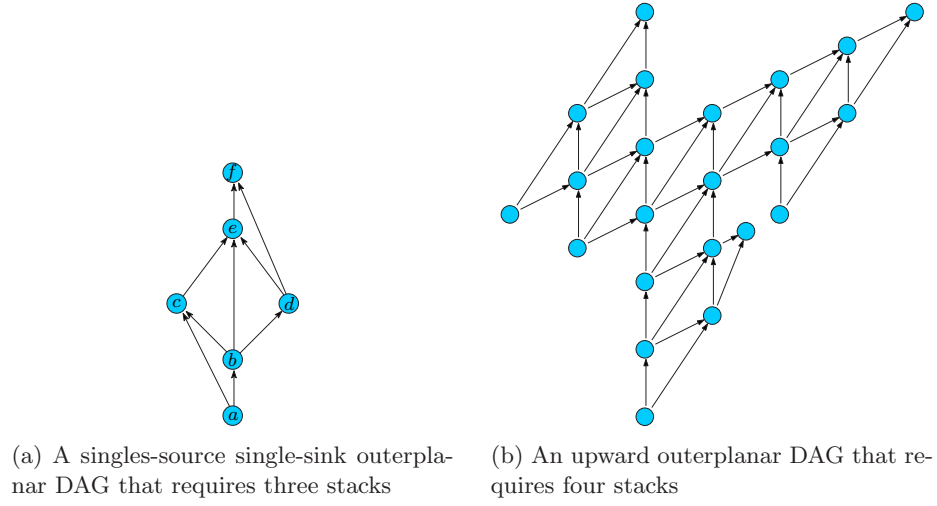 f
e
c d
b
a
(a) A singles-source single-sink outerpla-
nar DAG that requires three stacks
(b) An upward outerplanar DAG that re-
quires four stacks